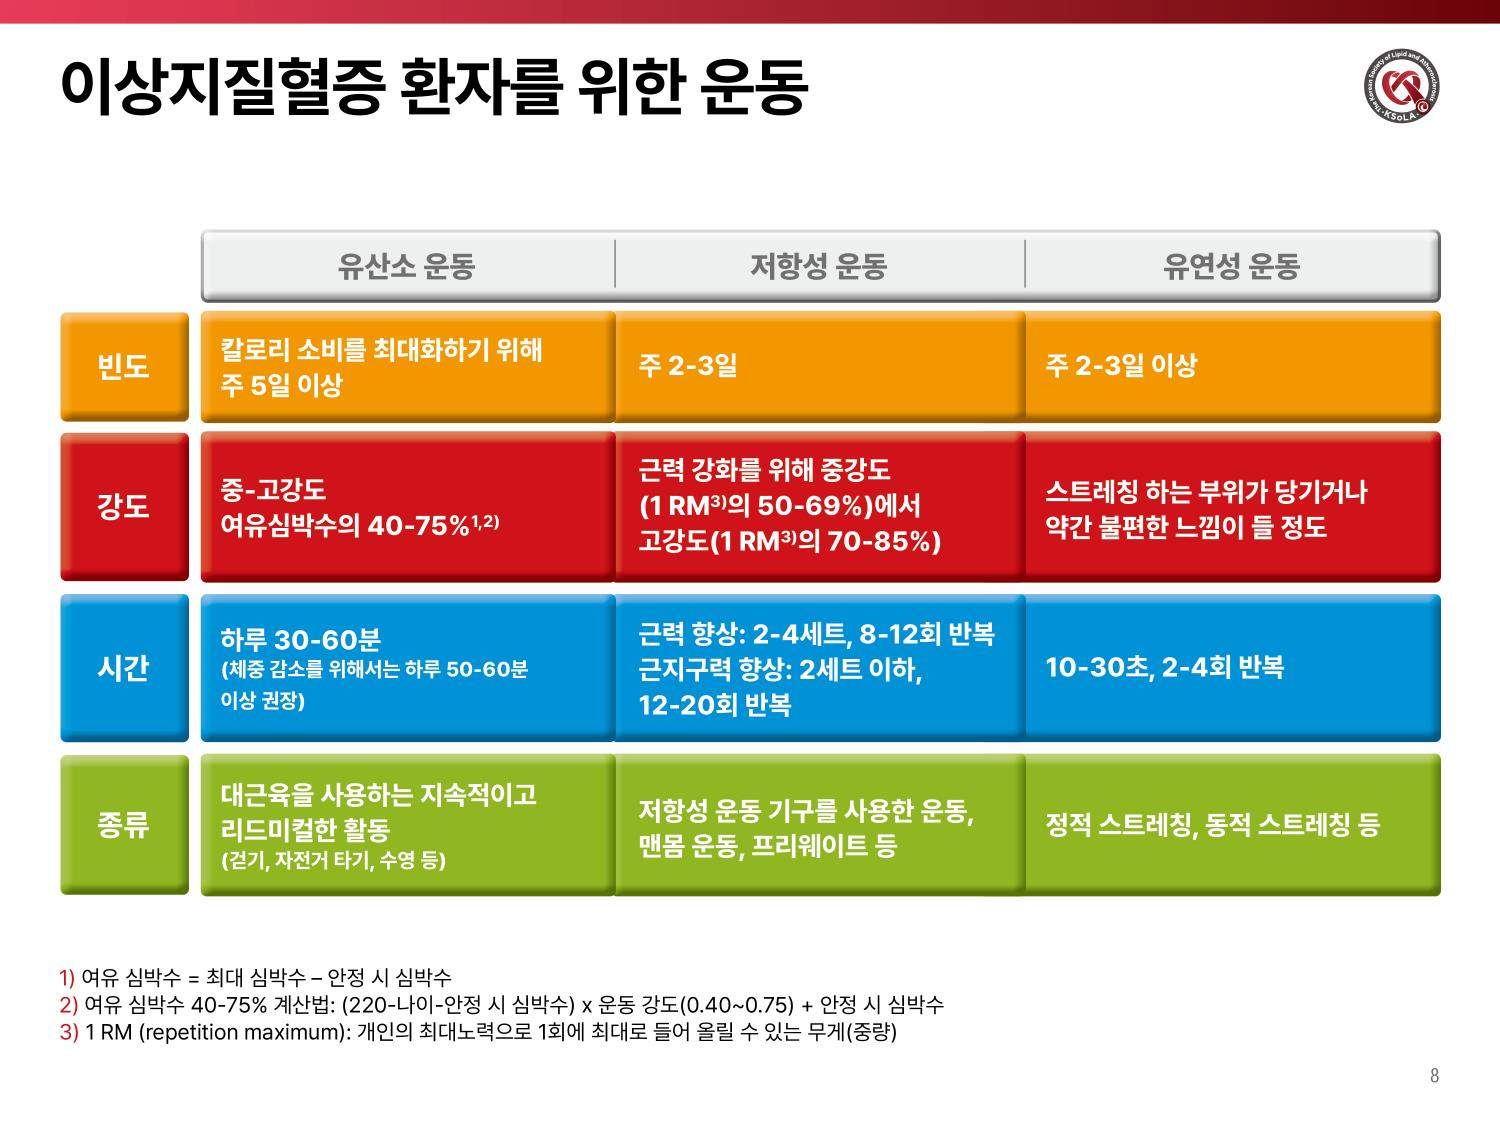 이상지질혈증 환자를 위한 운동
The Korean Society of Lipid and Atherosclerosis
KSoLA
유산소 운동
저항성 운동
유연성 운동
빈도
칼로리 소비를 최대화하기 위해
주 5일 이상
주 2-3일
주 2-3일 이상
강도
중-고강도
여유심박수의 40-75%¹,²⁾
근력 강화를 위해 중강도
(1 RM³⁾의 50-69%)에서
고강도(1 RM³⁾의 70-85%)
스트레칭 하는 부위가 당기거나
약간 불편한 느낌이 들 정도
시간
하루 30-60분
(체중 감소를 위해서는 하루 50-60분
이상 권장)
근력 향상: 2-4세트, 8-12회 반복
근지구력 향상: 2세트 이하,
12-20회 반복
10-30초, 2-4회 반복
종류
대근육을 사용하는 지속적이고
리드미컬한 활동
(걷기, 자전거 타기, 수영 등)
저항성 운동 기구를 사용한 운동,
맨몸 운동, 프리웨이트 등
정적 스트레칭, 동적 스트레칭 등
1) 여유 심박수 = 최대 심박수 – 안정 시 심박수
2) 여유 심박수 40-75% 계산법: (220-나이-안정 시 심박수) x 운동 강도(0.40~0.75) + 안정 시 심박수
3) 1 RM (repetition maximum): 개인의 최대노력으로 1회에 최대로 들어 올릴 수 있는 무게(중량)
8